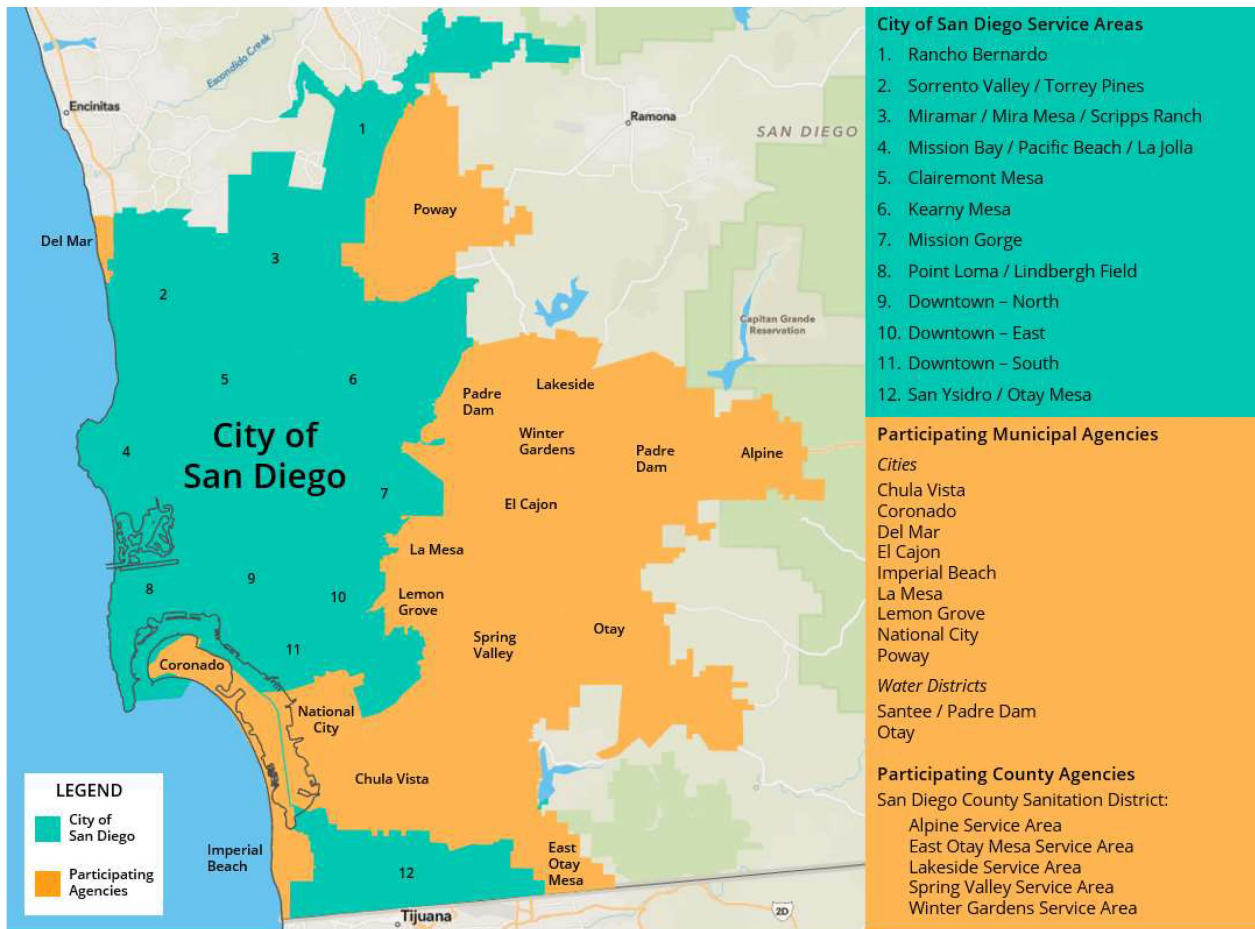 Encinitas
Escondido Creek
Ramona
SAN DIEGO
1
Poway
Del Mar
3
2
Capitan Grande
Reservation
5
6
Lakeside
Padre
Dam
City of
San Diego
4
Winter
Gardens
Padre
Dam
Alpine
7
El Cajon
La Mesa
8
9
10
Lemon
Grove
Spring
Valley
Otay
11
Coronado
National
City
Chula Vista
Imperial
Beach
12
East
Otay
Mesa
Tijuana
2D
LEGEND
City of
San Diego
Participating
Agencies
City of San Diego Service Areas
1. Rancho Bernardo
2. Sorrento Valley / Torrey Pines
3. Miramar / Mira Mesa / Scripps Ranch
4. Mission Bay / Pacific Beach / La Jolla
5. Clairemont Mesa
6. Kearny Mesa
7. Mission Gorge
8. Point Loma / Lindbergh Field
9. Downtown – North
10. Downtown – East
11. Downtown – South
12. San Ysidro / Otay Mesa
Participating Municipal Agencies
Cities
Chula Vista
Coronado
Del Mar
El Cajon
Imperial Beach
La Mesa
Lemon Grove
National City
Poway
Water Districts
Santee / Padre Dam
Otay
Participating County Agencies
San Diego County Sanitation District:
Alpine Service Area
East Otay Mesa Service Area
Lakeside Service Area
Spring Valley Service Area
Winter Gardens Service Area